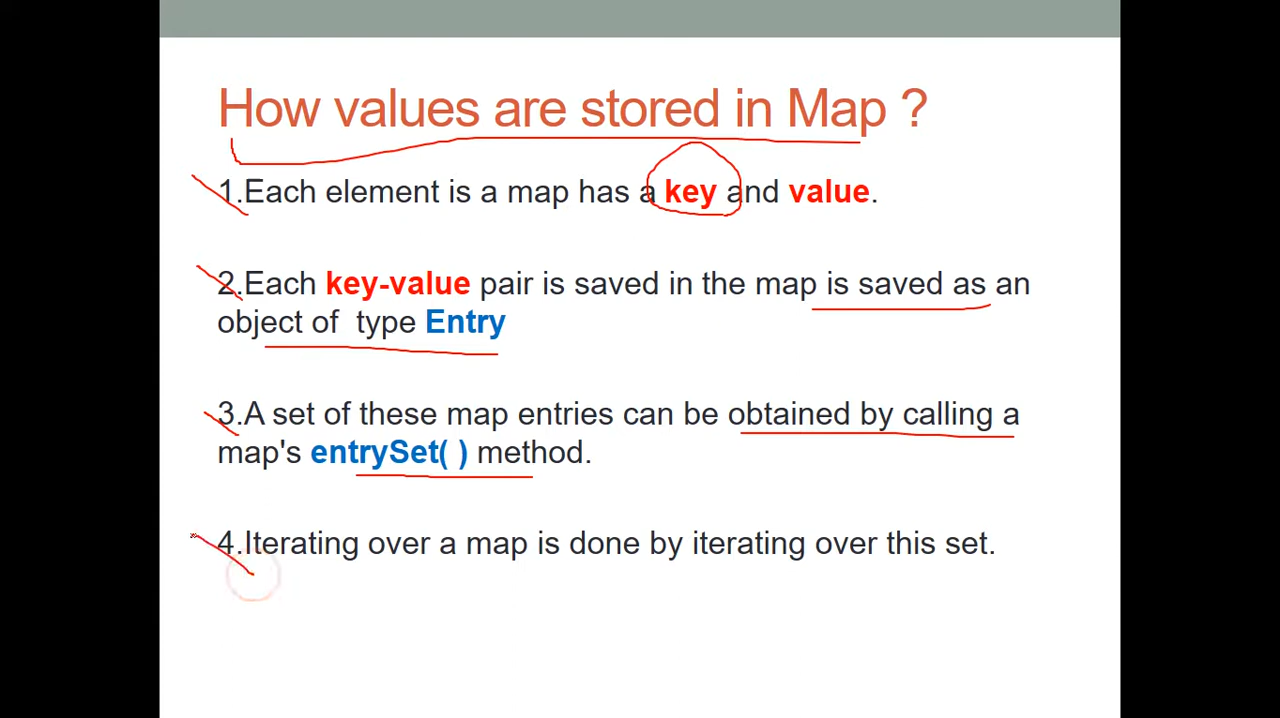 How values are stored in Map ?
1.Each element is a map has a key and value.
2.Each key-value pair is saved in the map is saved as an
object of type Entry
3.A set of these map entries can be obtained by calling a
map's entrySet( ) method.
4.Iterating over a map is done by iterating over this set.